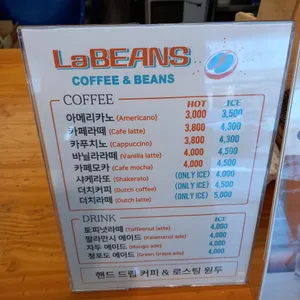 LaBEANS
COFFEE & BEANS
COFFEE HOT ICE
아메리카노 (Americano) 3,000 3,500
카페라떼 (Cafe latte) 3,800 4,300
카푸치노 (Cappuccino) 3,800 4,300
바닐라라떼 (Vanilla latte) 4,000 4,500
카페모카 (Cafe mocha) 4,000 4,500
샤케라또 (Shakerato) (ONLY ICE) 4,000
더치커피 (Dutch coffee) (ONLY ICE) 4,500
더치라떼 (Dutch latte) (ONLY ICE) 5,000
DRINK ICE
토피넛라떼 (Toffeenut latte) 4,000
깔라만시 에이드 (Kalamansi ade) 4,000
자두 에이드 (Mango ade) 4,000
청포도 에이드 (Green Grape ade) 4,000
핸드 드립 커피 & 로스팅 원두